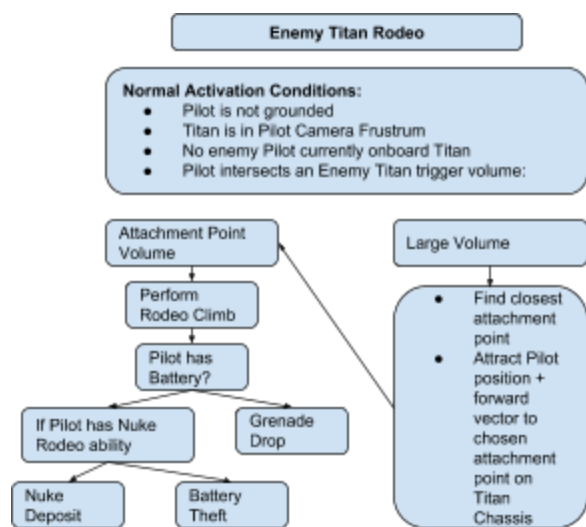 Enemy Titan Rodeo
Normal Activation Conditions:
● Pilot is not grounded
● Titan is in Pilot Camera Frustrum
● No enemy Pilot currently onboard Titan
● Pilot intersects an Enemy Titan trigger volume:
Attachment Point
Volume
Perform
Rodeo Climb
Pilot has
Battery?
If Pilot has Nuke
Rodeo ability
Grenade
Drop
Nuke
Deposit
Battery
Theft
Large Volume
● Find closest
attachment
point
● Attract Pilot
position +
forward
vector to
chosen
attachment
point on
Titan
Chassis